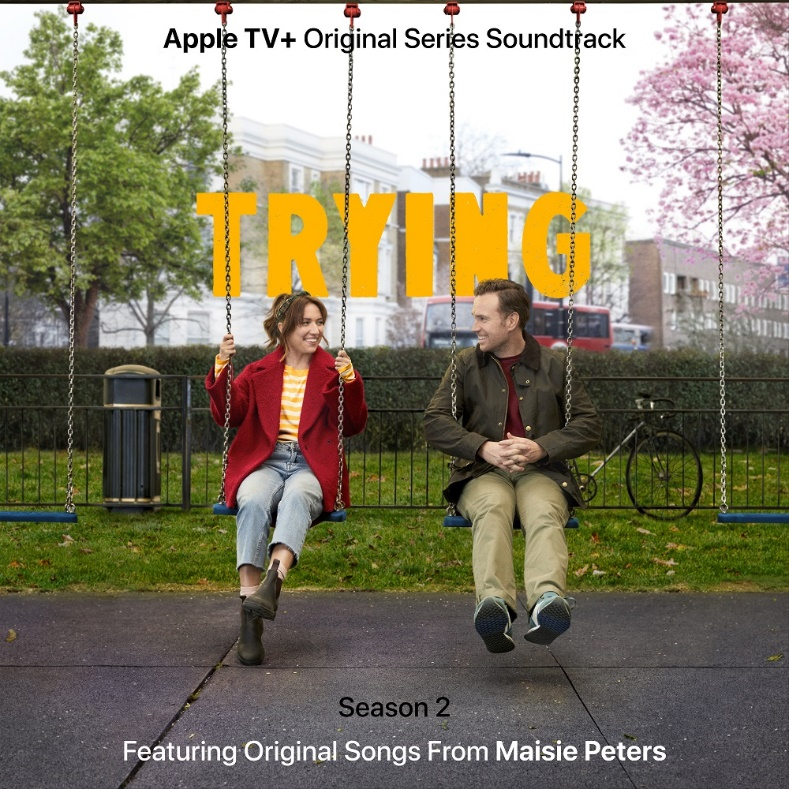 Apple TV+ Original Series Soundtrack
TRYING
Season 2
Featuring Original Songs From Maisie Peters